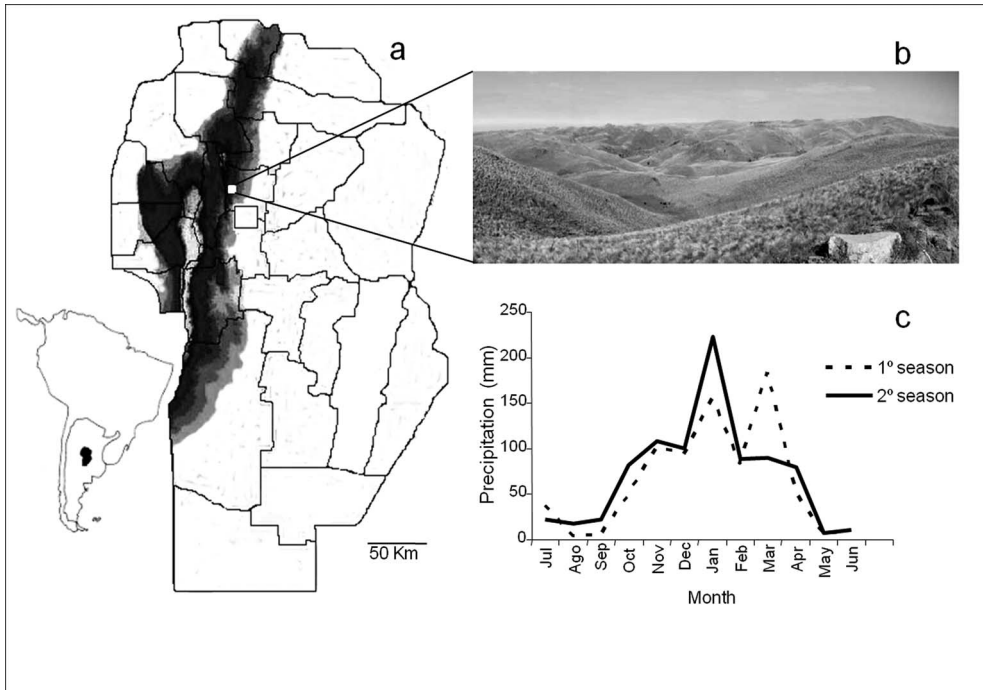 a
b
50 Km
c
Precipitation (mm)
250
200
150
100
50
0
1º season
2º season
Jul
Ago
Sep
Oct
Nov
Dec
Jan
Feb
Mar
Apr
May
Jun
Month